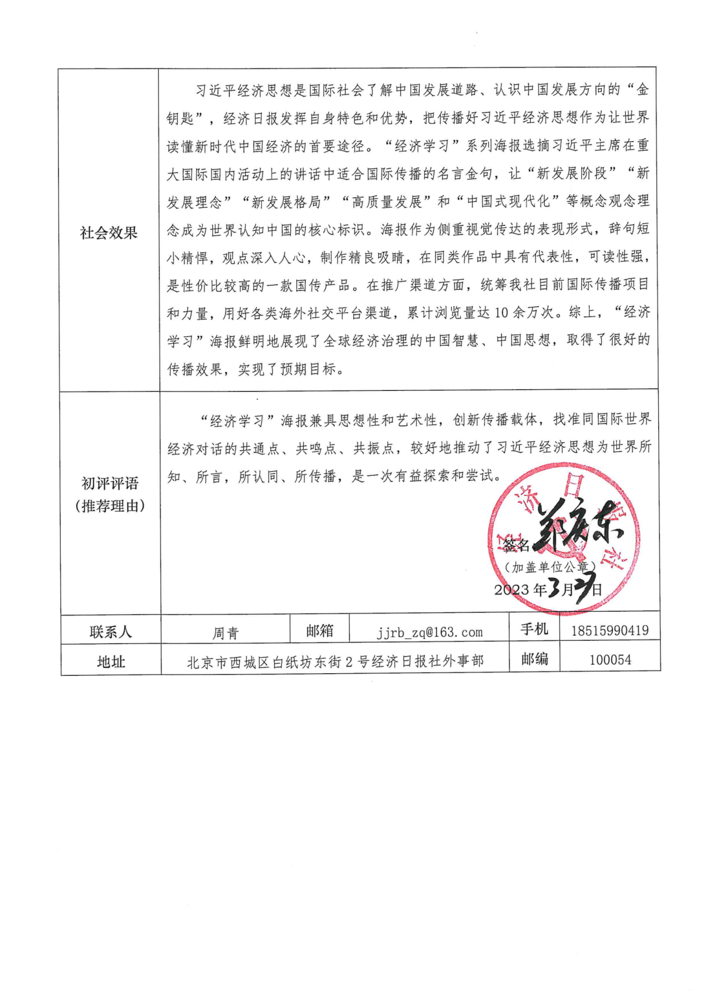 习近平经济思想是国际社会了解中国发展道路、认识中国发展方向的“金
钥匙”，经济日报发挥自身特色和优势，把传播好习近平经济思想作为让世界
读懂新时代中国经济的首要途径。“经济学习”系列海报选摘习近平主席在重
大国际国内活动上的讲话中适合国际传播的名言金句，让“新发展阶段”“新
发展理念”“新发展格局”“高质量发展”和“中国式现代化”等概念观念理
社会效果
念成为世界认知中国的核心标识。海报作为侧重视觉传达的表现形式，辞句短
小精悍，观点深入人心，制作精良吸睛，在同类作品中具有代表性，可读性强，
是性价比较高的一款国传产品。在推广渠道方面，统筹我社目前国际传播项目
和力量，用好各类海外社交平台渠道，累计浏览量达 10 余万次。综上，“经济
学习”海报鲜明地展现了全球经济治理的中国智慧、中国思想，取得了很好的
传播效果，实现了预期目标。
“经济学习”海报兼具思想性和艺术性，创新传播载体，找准同国际世界
经济对话的共通点、共鸣点、共振点，较好地推动了习近平经济思想为世界所
知、所言，所认同、所传播，是一次有益探索和尝试。
初评评语
（推荐理由）
经济日报社
签名 郑庆东
（加盖单位公章）
2023 年 3 月 29 日
联系人 周青 邮箱 jjrb_zq@163.com 手机 18515990419
地址 北京市西城区白纸坊东街 2 号经济日报社外事部 邮编 100054